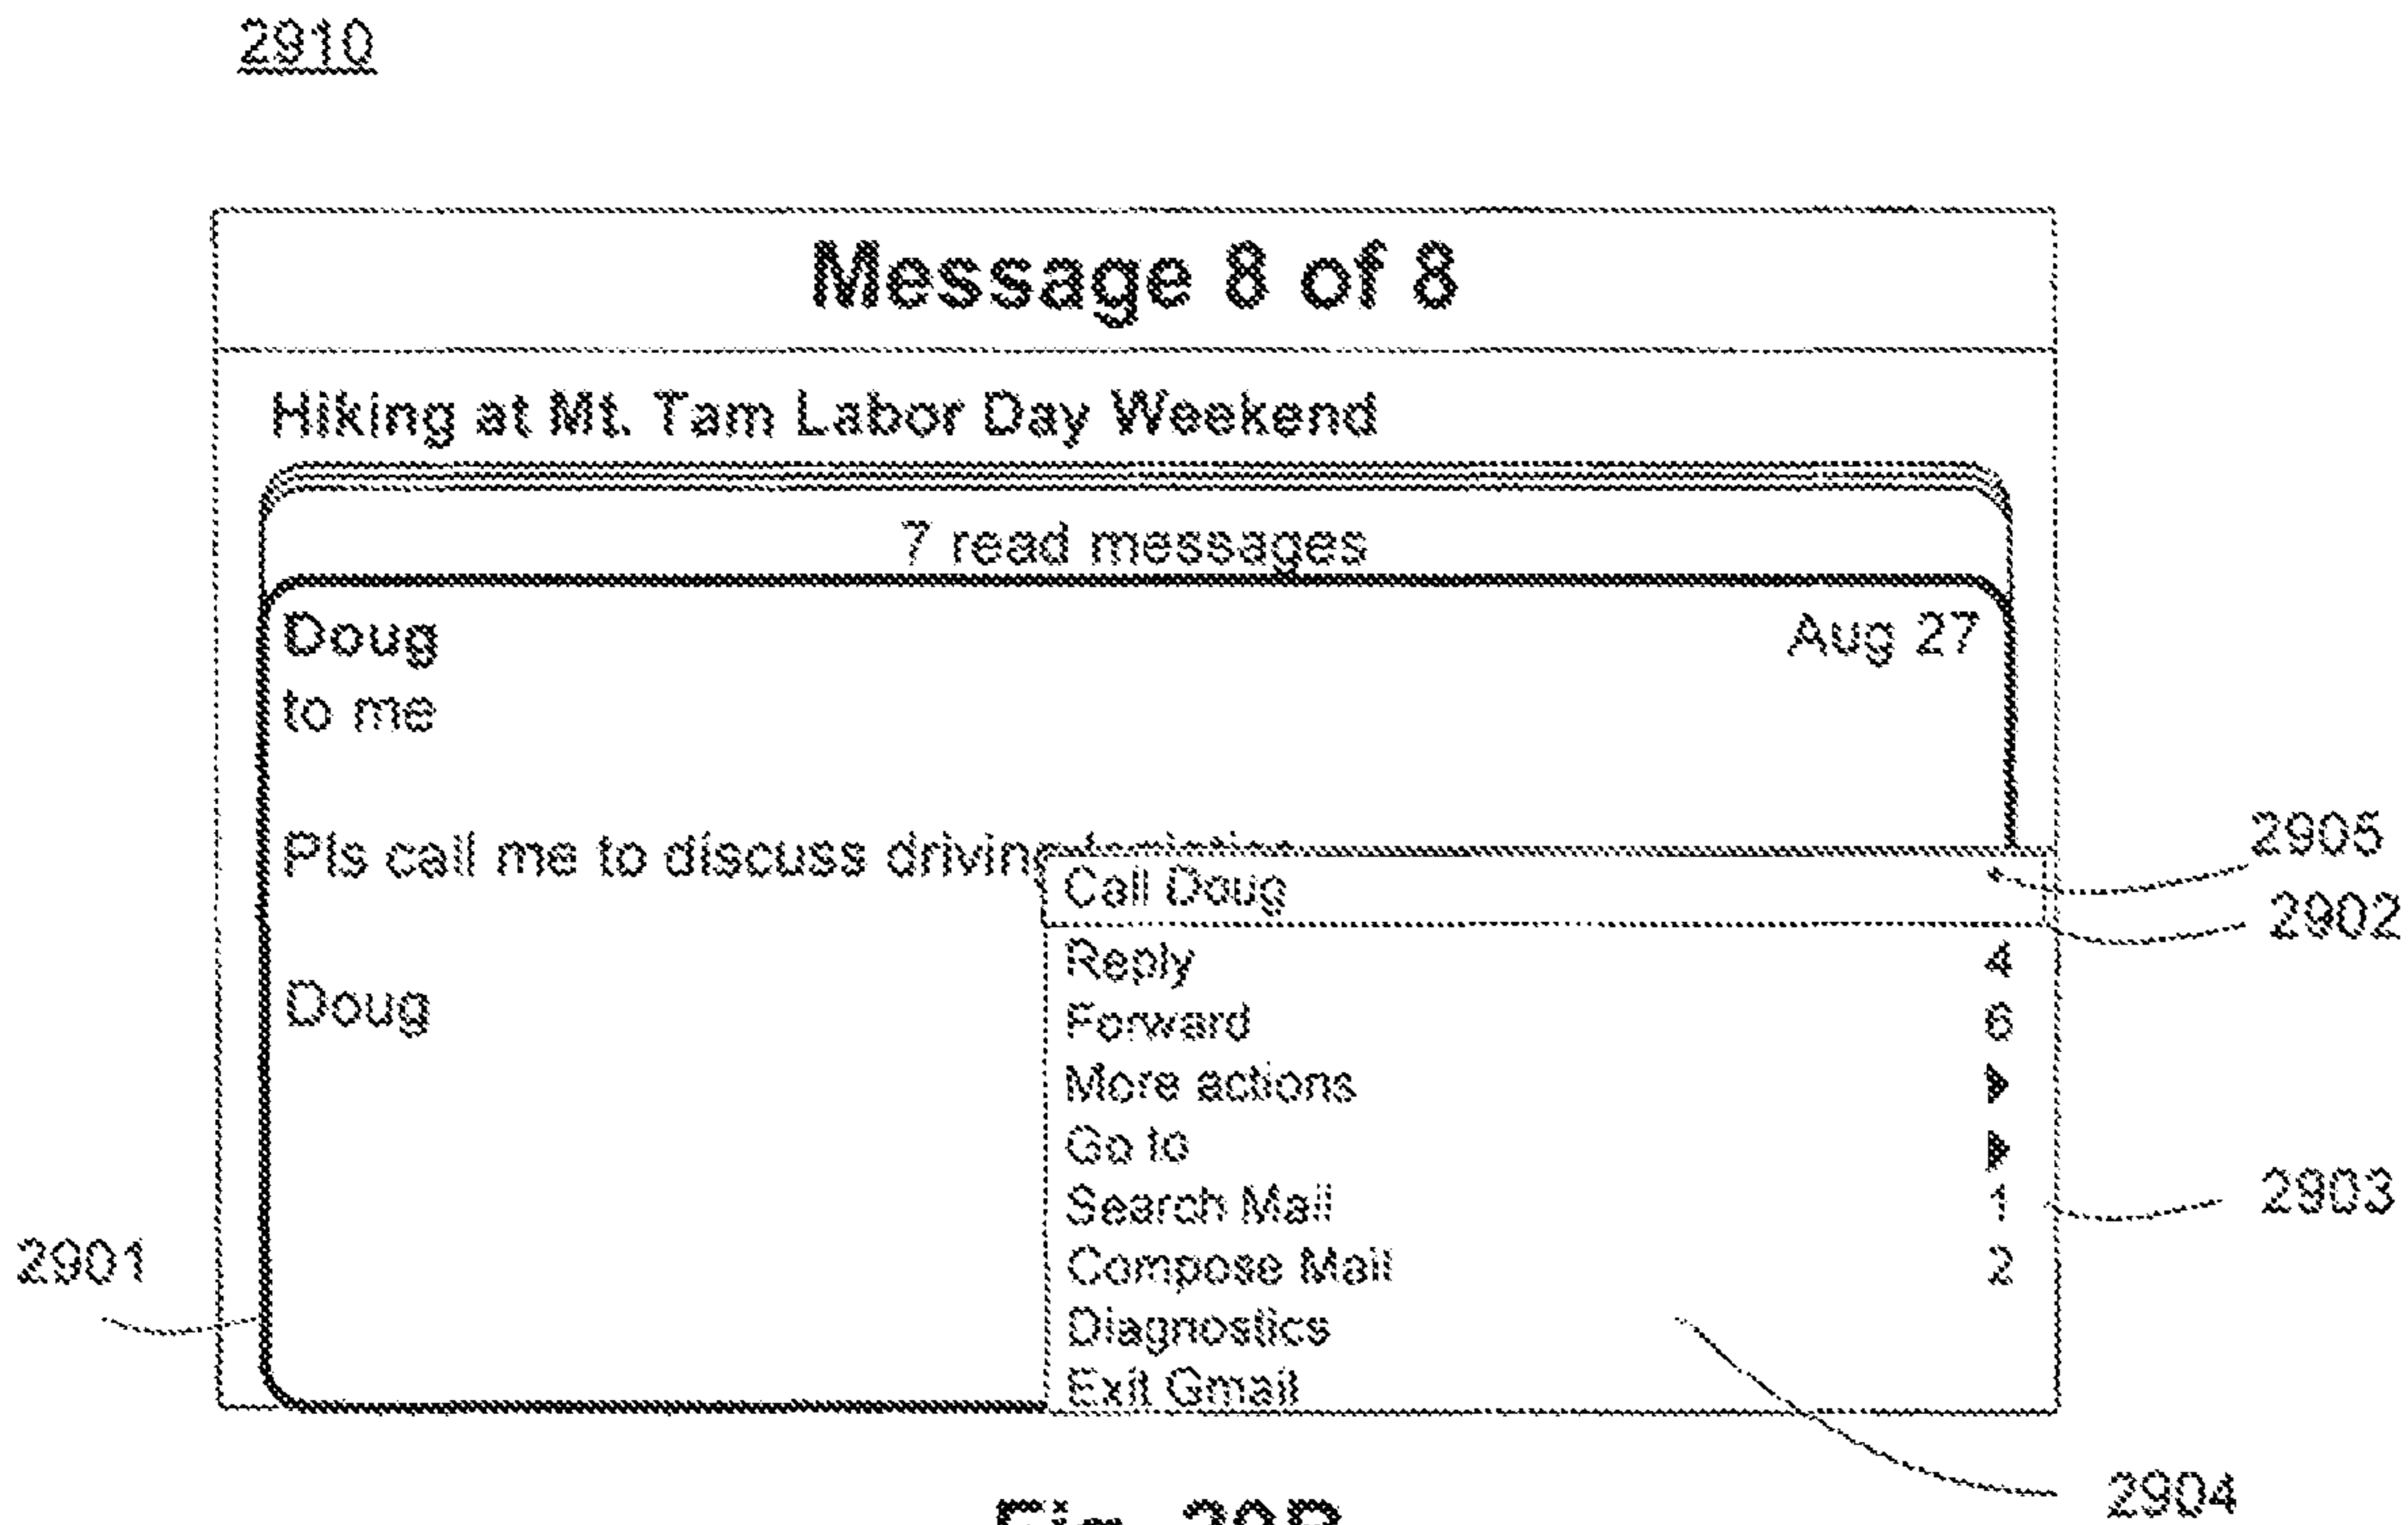 2910
Message 8 of 8
Hiking at Mt. Tam Labor Day Weekend
7 read messages
Doug Aug 27
to me
Pls call me to discuss driving
2905
Call Doug
2902
Reply 4
Doug
Forward 6
More actions
Go to
Search Mail 1
2903
2901
Compose Mail 2
Diagnostics
Exit Gmail
2904